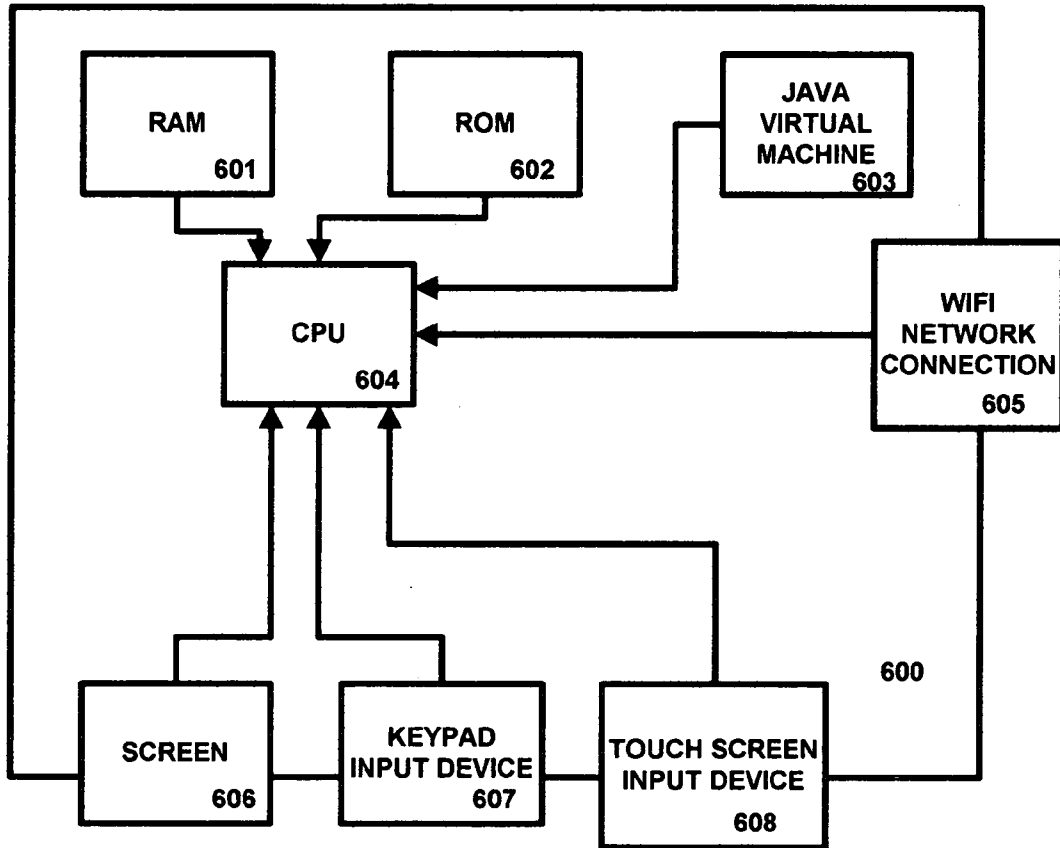 RAM
601
ROM
602
JAVA
VIRTUAL
MACHINE
603
CPU
604
WIFI
NETWORK
CONNECTION
605
600
SCREEN
606
KEYPAD
INPUT DEVICE
607
TOUCH SCREEN
INPUT DEVICE
608